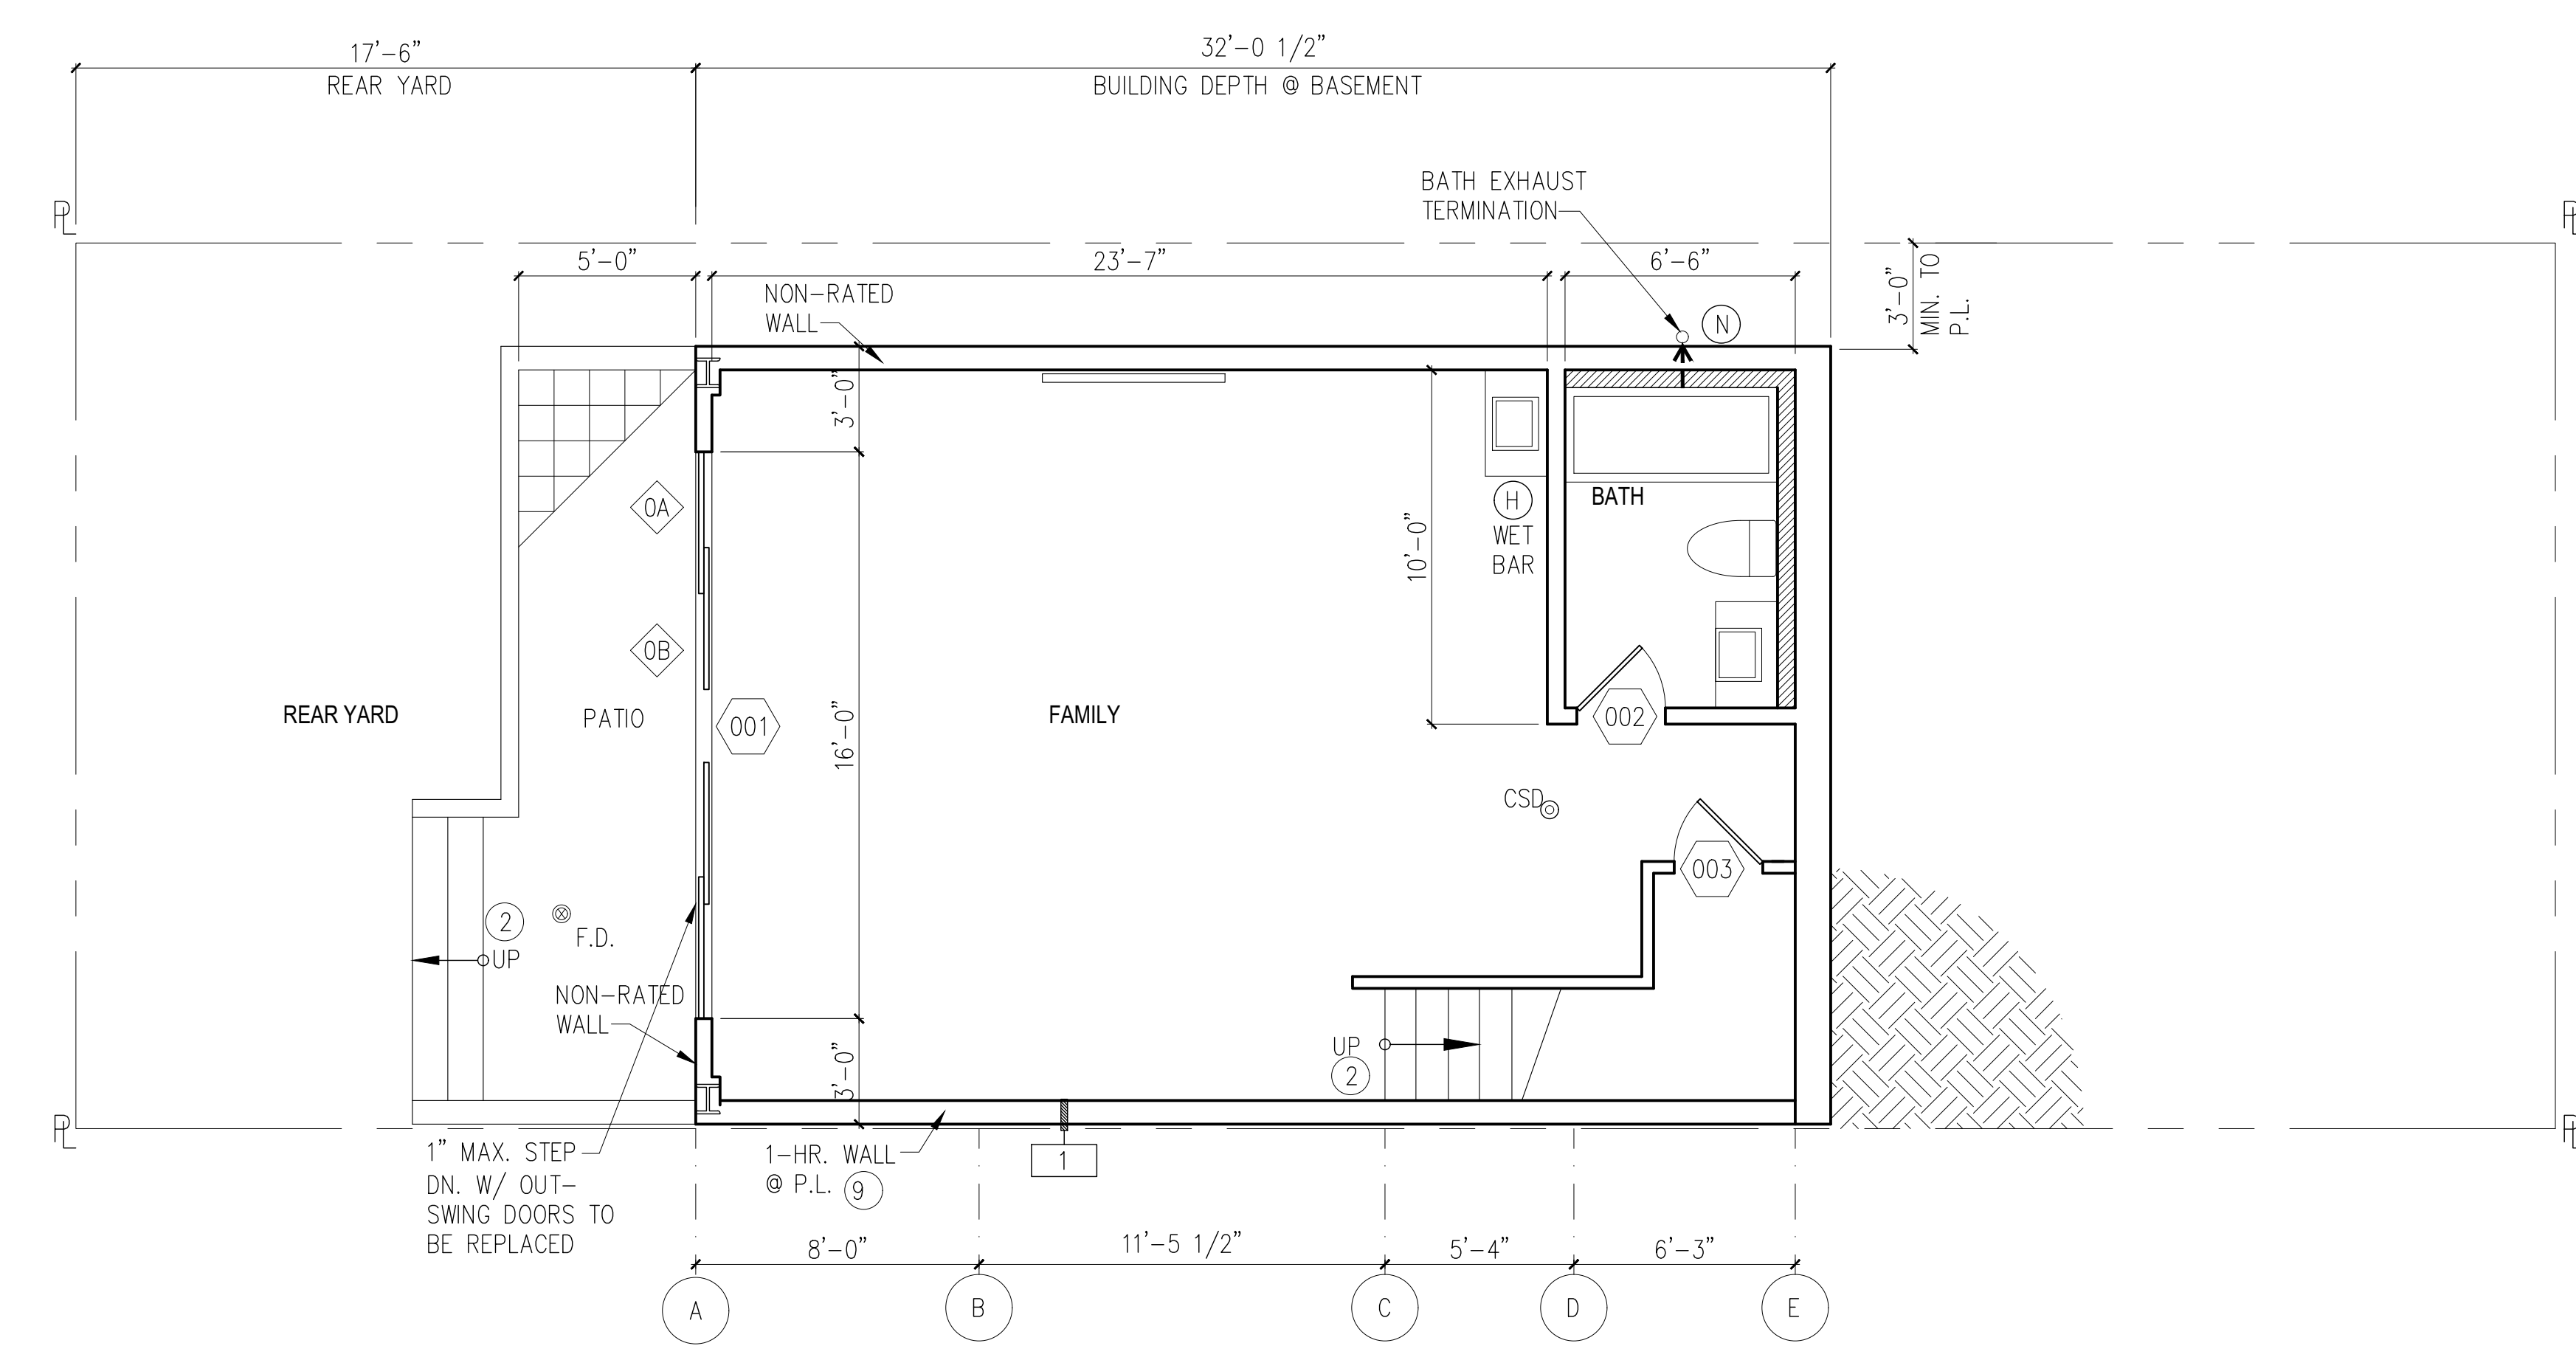 17'-6"
REAR YARD
32'-0 1/2"
BUILDING DEPTH @ BASEMENT
BATH EXHAUST
TERMINATION
PL
PL
5'-0"
23'-7"
6'-6"
3'-0"
MIN. TO
P.L.
NON-RATED
WALL
N
3'-0"
0A
H
WET
BAR
BATH
10'-0"
0B
REAR YARD
PATIO
001
16'-0"
FAMILY
002
CSD
003
2
UP
F.D.
NON-RATED
WALL
3'-0"
UP
2
PL
PL
1" MAX. STEP
DN. W/ OUT-
SWING DOORS TO
BE REPLACED
1-HR. WALL
@ P.L. 9
1
8'-0"
11'-5 1/2"
5'-4"
6'-3"
A
B
C
D
E